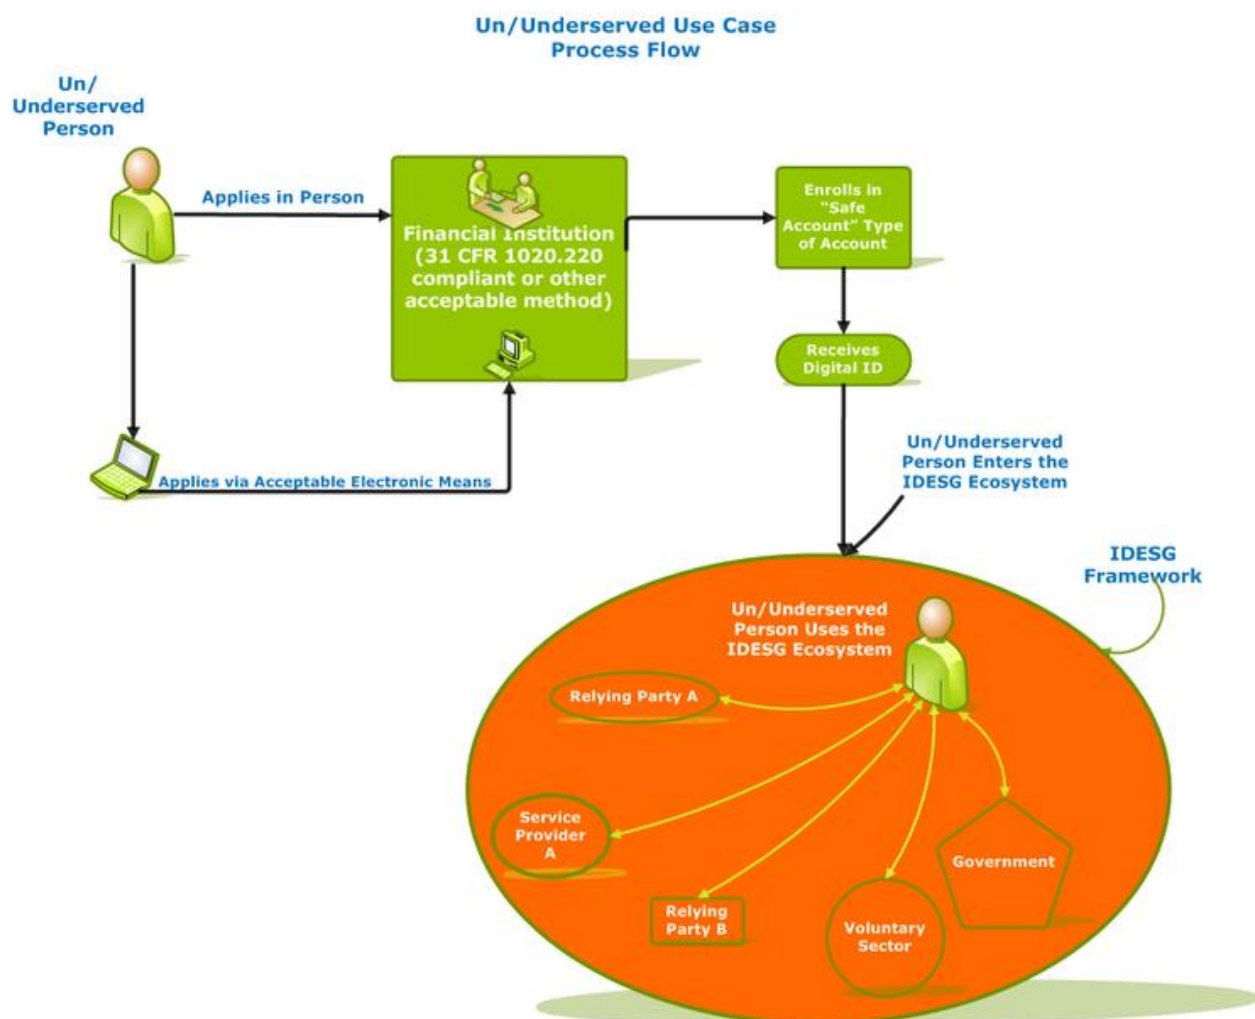 Un/Underserved Use Case
Process Flow
Un/
Underserved
Person
Applies in Person
Financial Institution
(31 CFR 1020.220
compliant or other
acceptable method)
Enrolls in
"Safe
Account" Type
of Account
Receives
Digital ID
Applies via Acceptable Electronic Means
Un/Underserved
Person Enters the
IDESG Ecosystem
IDESG
Framework
Un/Underserved
Person Uses the
IDESG Ecosystem
Relying Party A
Service
Provider
A
Relying
Party B
Voluntary
Sector
Government